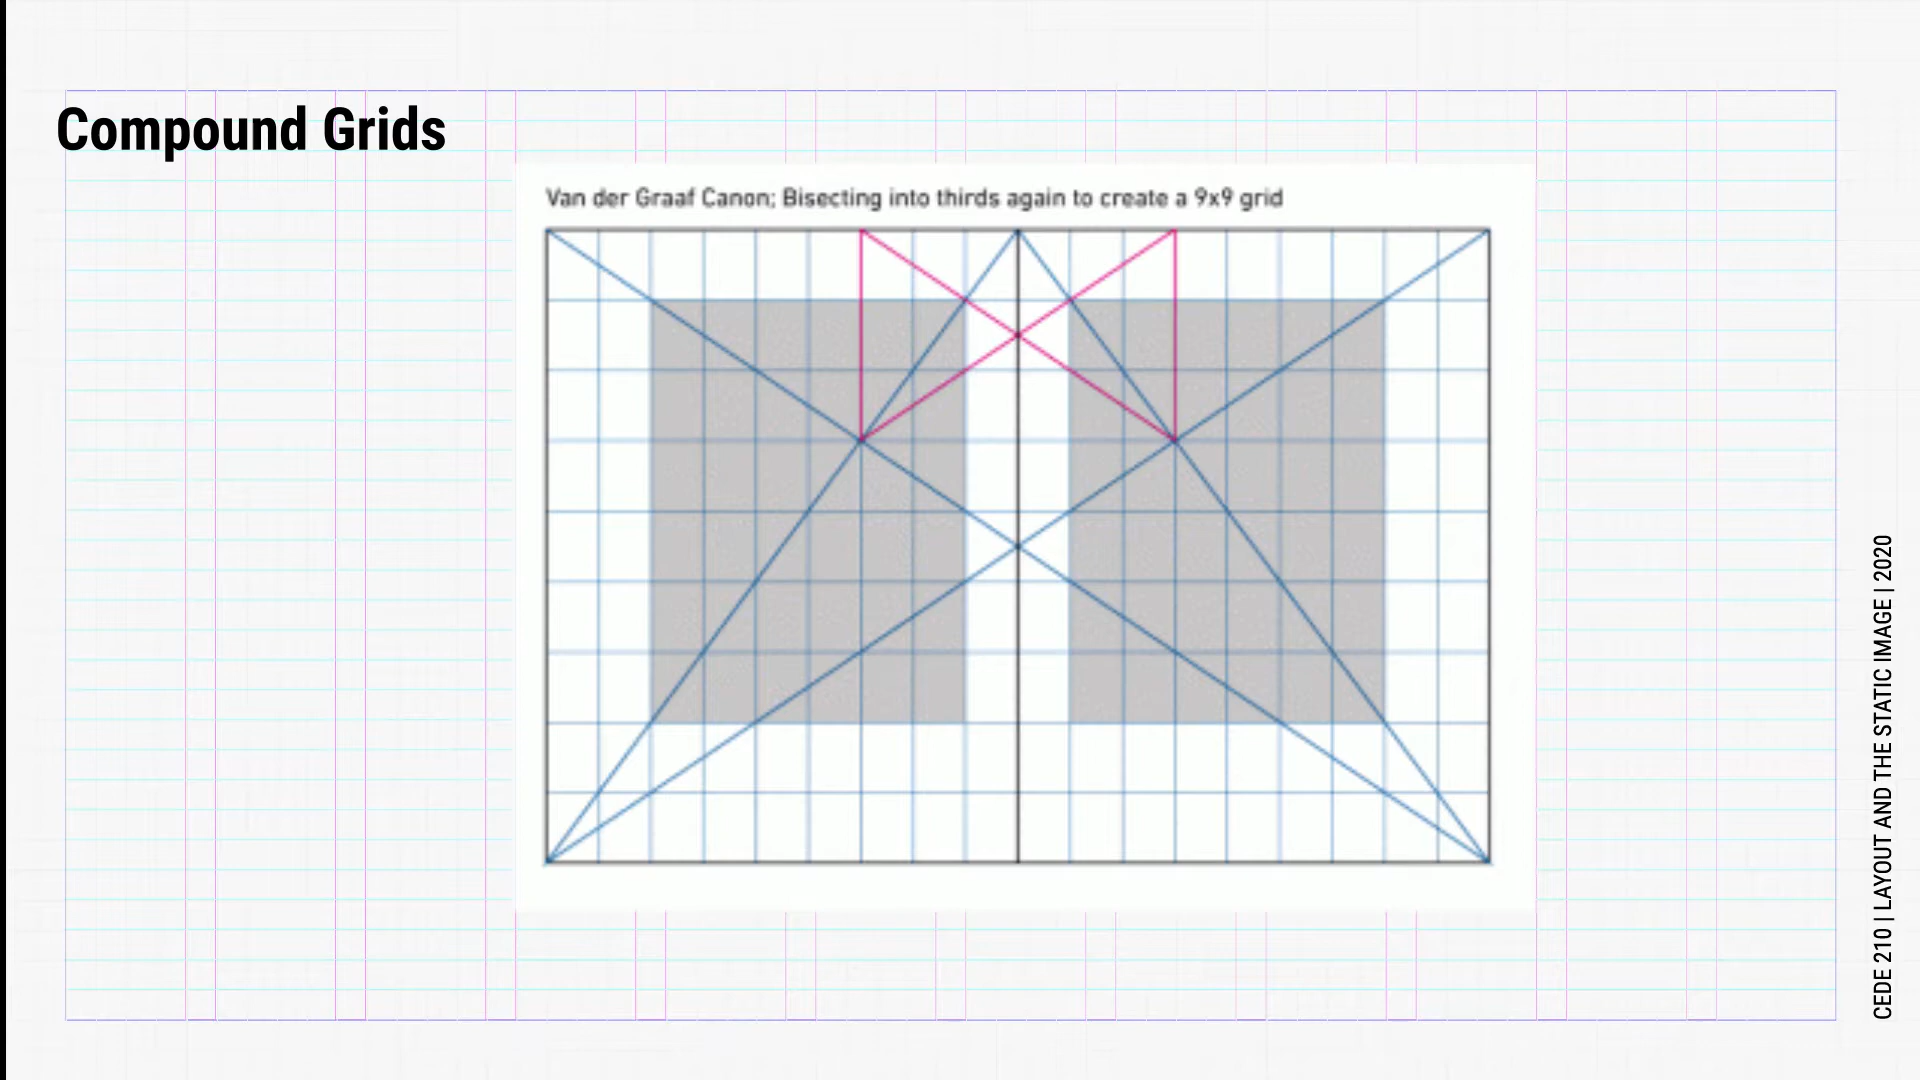 Compound Grids
Van der Graaf Canon; Bisecting into thirds again to create a 9x9 grid
CEDE 210 | LAYOUT AND THE STATIC IMAGE | 2020